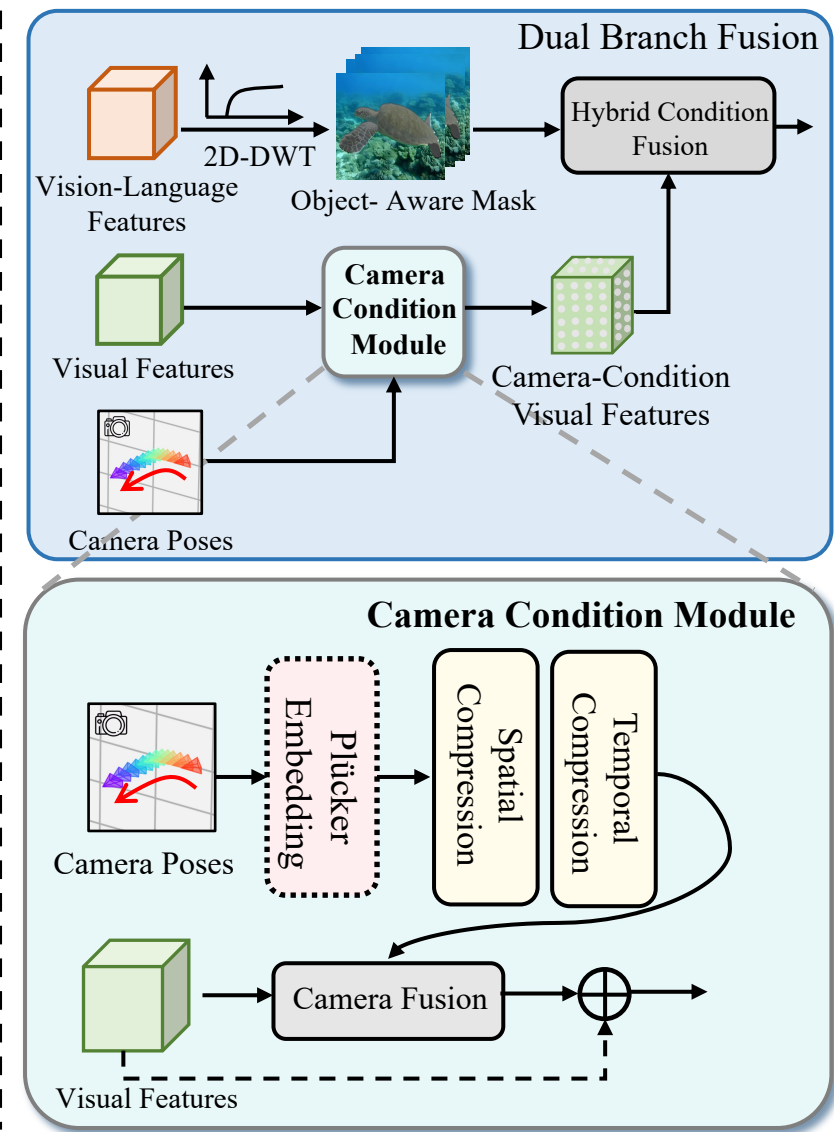 Dual Branch Fusion
2D-DWT
Vision-Language
Features
Object- Aware Mask
Hybrid Condition
Fusion
Visual Features
Camera
Condition
Module
Camera-Condition
Visual Features
Camera Poses
Camera Condition Module
Camera Poses
Plücker
Embedding
Spatial
Compression
Temporal
Compression
Visual Features
Camera Fusion